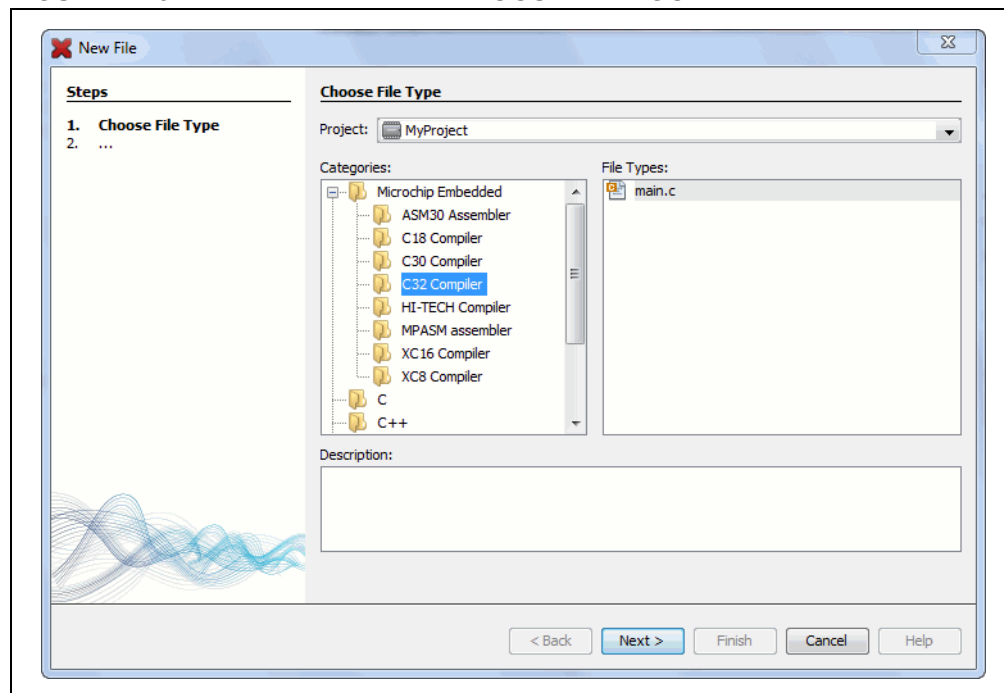 New File
Steps
1. Choose File Type
2. ...
Choose File Type
Project: MyProject
Categories:
Microchip Embedded
ASM30 Assembler
C18 Compiler
C30 Compiler
C32 Compiler
HI-TECH Compiler
MPASM assembler
XC16 Compiler
XC8 Compiler
C
C++
File Types:
main.c
Description:
< Back Next > Finish Cancel Help